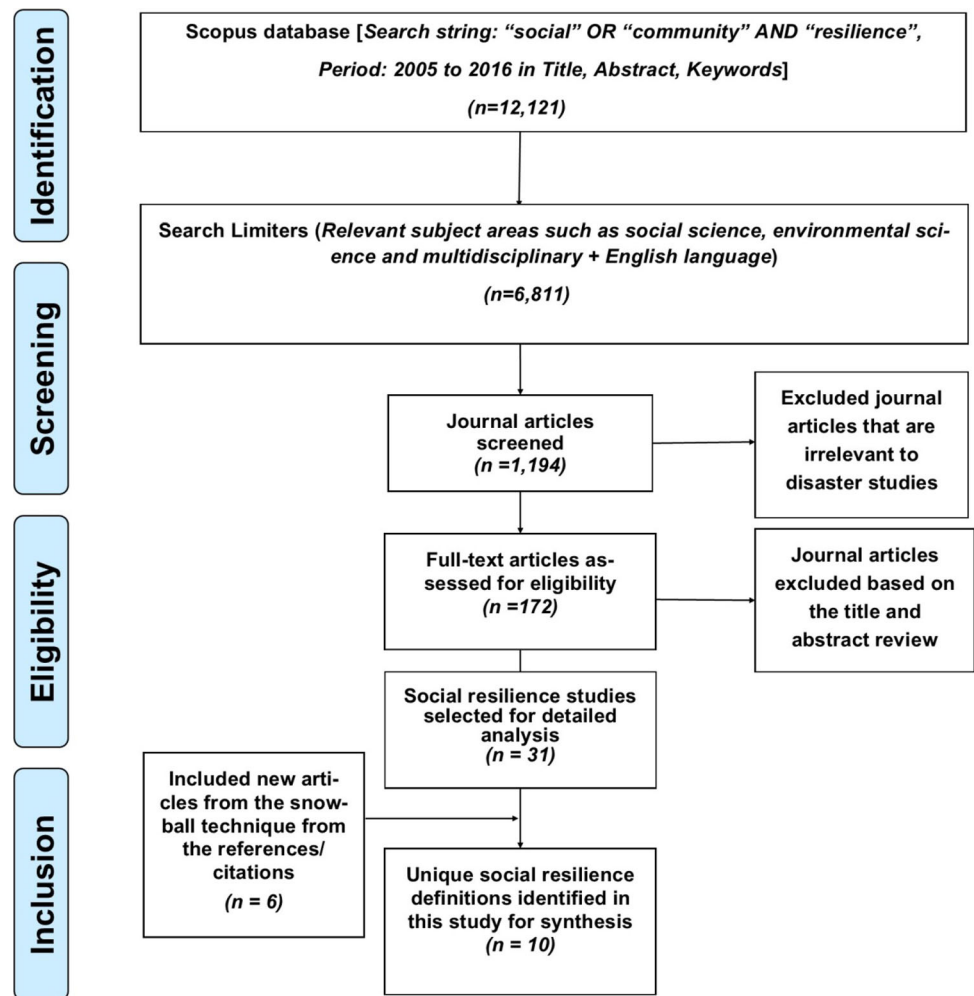 Identification
Scopus database [Search string: “social” OR “community” AND “resilience”,
Period: 2005 to 2016 in Title, Abstract, Keywords]
(n=12,121)
Search Limiters (Relevant subject areas such as social science, environmental sci-
ence and multidisciplinary + English language)
(n=6,811)
Screening
Journal articles
screened
(n =1,194)
Excluded journal
articles that are
irrelevant to
disaster studies
Eligibility
Full-text articles as-
sessed for eligibility
(n =172)
Journal articles
excluded based on
the title and
abstract review
Social resilience studies
selected for detailed
analysis
(n = 31)
Inclusion
Included new arti-
cles from the snow-
ball technique from
the references/
citations
(n = 6)
Unique social resilience
definitions identified in
this study for synthesis
(n = 10)